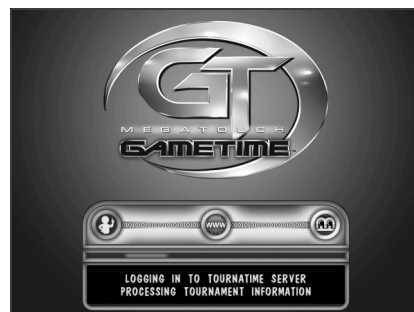 GT
MEGATOUCH
GAMETIME
WWW
LOGGING IN TO TOURNATIME SERVER
PROCESSING TOURNAMENT INFORMATION